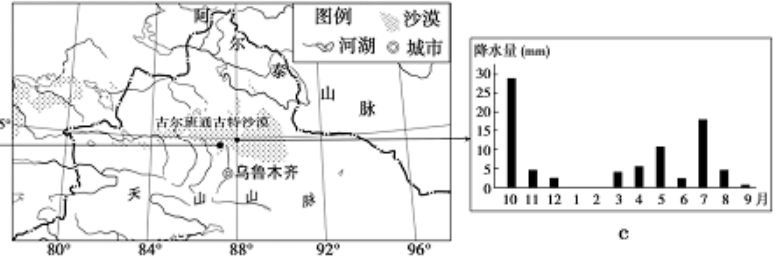 阿尔泰山脉
图例
沙漠
河湖
城市
古尔班通古特沙漠
5°
乌鲁木齐
天山山脉
80° 84° 88° 92° 96°
降水量 (mm)
30
25
20
15
10
5
0
10 11 12 1 2 3 4 5 6 7 8 9 月
c